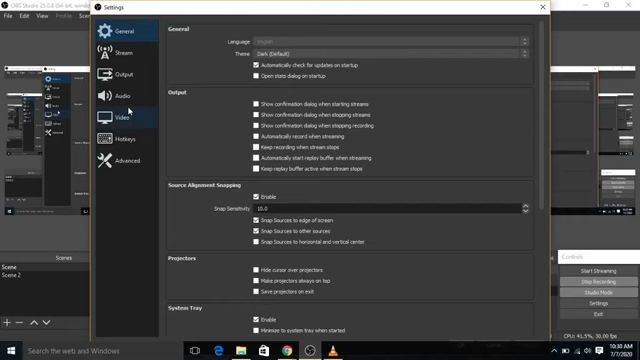 OBS Studio 25.0.8 (64-bit,
Settings
File Edit View Profile
General
Stream
Output
Audio
Video
Hotkeys
Advanced
General
Language English
Theme Dark (Default)
Automatically check for updates on startup
Open stats dialog on startup
Output
Show confirmation dialog when starting streams
Show confirmation dialog when stopping streams
Show confirmation dialog when stopping recording
Automatically record when streaming
Keep recording when stream stops
Automatically start replay buffer when streaming
Keep replay buffer active when stream stops
Source Alignment Snapping
Enable
Snap Sensitivity 10.0
Snap Sources to edge of screen
Snap Sources to other sources
Snap Sources to horizontal and vertical center
Projectors
Hide cursor over projectors
Make projectors always on top
Save projectors on exit
System Tray
Enable
Minimize to system tray when started
Scenes
Scene
Scene 2
Controls
Start Streaming
Stop Recording
Studio Mode
Settings
Exit
CPU: 41.5%, 30.00 fps
Search the web and Windows
10:30 AM
7/7/2020